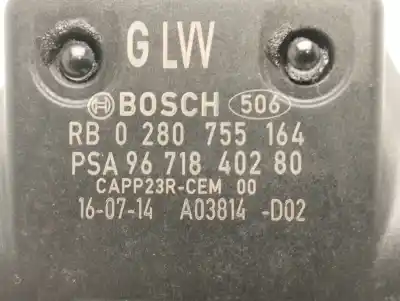 G LW
BOSCH 506
RB 0 280 755 164
PSA 96 718 402 80
CAPP23R-CEM 00
16-07-14 A03814 -D02